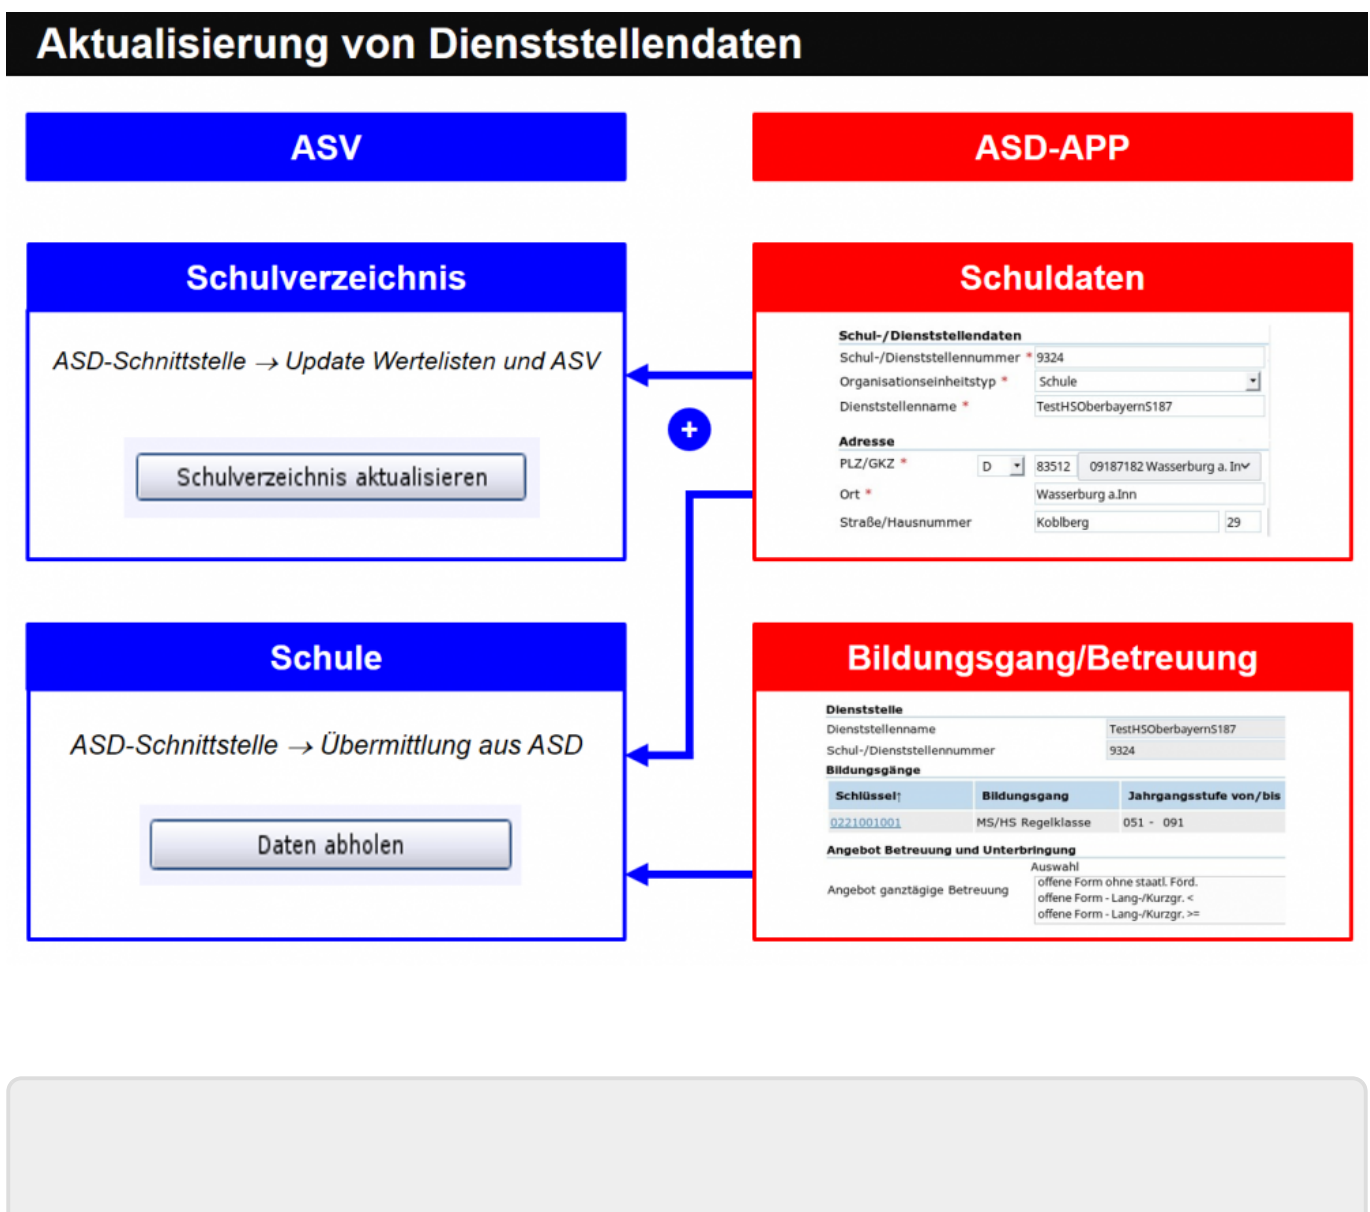 Aktualisierung von Dienststellendaten
ASV
ASD-APP
Schulverzeichnis
ASD-Schnittstelle → Update Wertelisten und ASV
Schulverzeichnis aktualisieren
+
Schuldaten
Schul-/Dienststellendaten
Schul-/Dienststellennummer * 9324
Organisationseinheitstyp * Schule
Dienststellenname * TestHSOberbayernS187
Adresse
PLZ/GKZ * D 83512 09187182 Wasserburg a. In
Ort * Wasserburg a.Inn
Straße/Hausnummer Koblberg 29
Schule
ASD-Schnittstelle → Übermittlung aus ASD
Daten abholen
Bildungsgang/Betreuung
Dienststelle
Dienststellenname TestHSOberbayernS187
Schul-/Dienststellennummer 9324
Bildungsgänge
Schlüssel↑ Bildungsgang Jahrgangsstufe von/bis
0221001001 MS/HS Regelklasse 051 - 091
Angebot Betreuung und Unterbringung
Auswahl
Angebot ganztägige Betreuung
offene Form ohne staatl. Förd.
offene Form - Lang-/Kurzgr. <
offene Form - Lang-/Kurzgr. >=